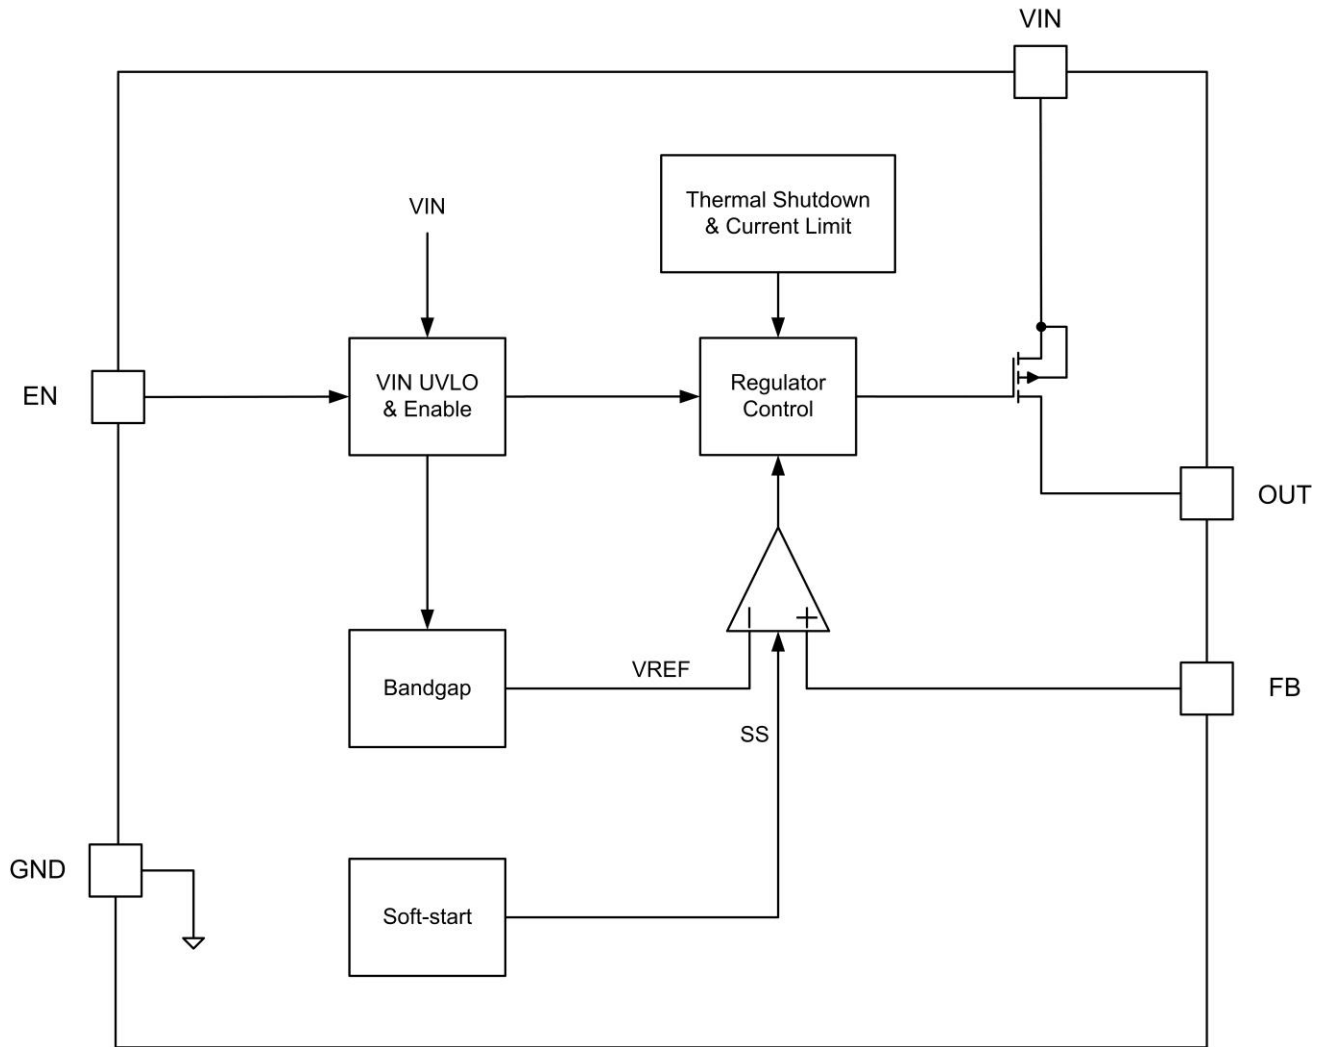 VIN
Thermal Shutdown
& Current Limit
VIN
EN
VIN UVLO
& Enable
Regulator
Control
OUT
Bandgap
VREF
FB
SS
GND
Soft-start